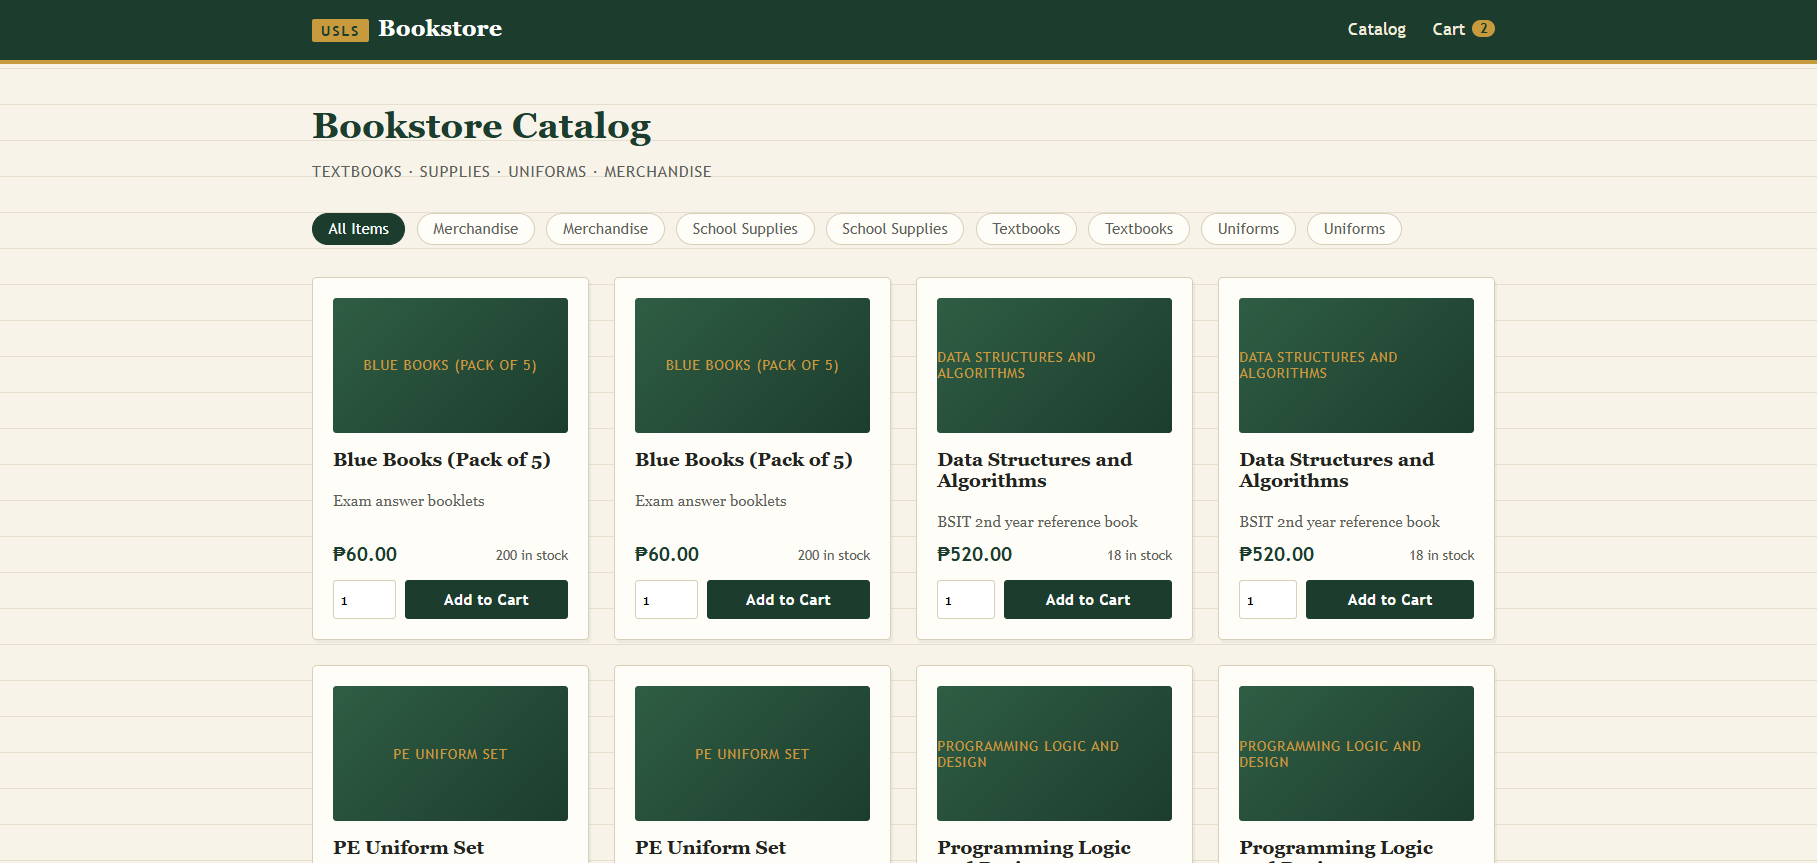 USLS Bookstore
Catalog Cart 2
Bookstore Catalog
TEXTBOOKS · SUPPLIES · UNIFORMS · MERCHANDISE
All Items Merchandise Merchandise School Supplies School Supplies Textbooks Textbooks Uniforms Uniforms
BLUE BOOKS (PACK OF 5)
Blue Books (Pack of 5)
Exam answer booklets
₱60.00 200 in stock
1 Add to Cart
BLUE BOOKS (PACK OF 5)
Blue Books (Pack of 5)
Exam answer booklets
₱60.00 200 in stock
1 Add to Cart
DATA STRUCTURES AND
ALGORITHMS
Data Structures and
Algorithms
BSIT 2nd year reference book
₱520.00 18 in stock
1 Add to Cart
DATA STRUCTURES AND
ALGORITHMS
Data Structures and
Algorithms
BSIT 2nd year reference book
₱520.00 18 in stock
1 Add to Cart
PE UNIFORM SET
PE Uniform Set
PE UNIFORM SET
PE Uniform Set
PROGRAMMING LOGIC AND
DESIGN
Programming Logic
PROGRAMMING LOGIC AND
DESIGN
Programming Logic